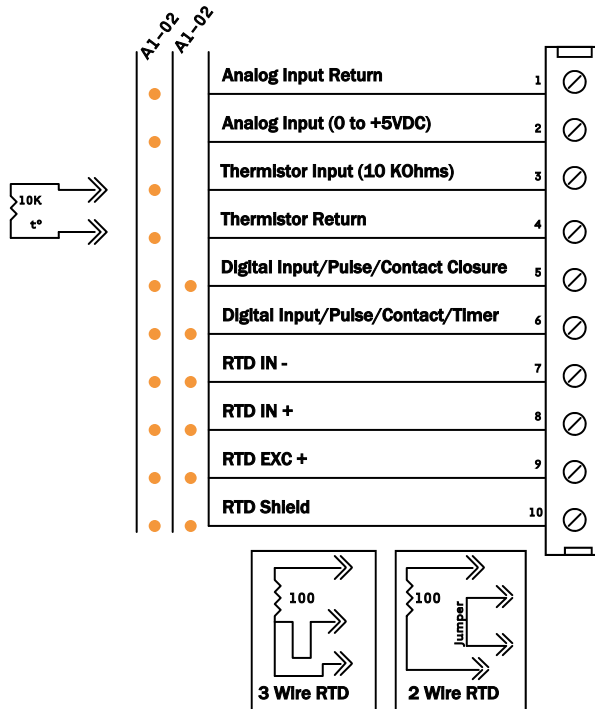 A1-02 A1-02
Analog Input Return 1
Analog Input (0 to +5VDC) 2
Thermistor Input (10 KOhms) 3
10K
t°
Thermistor Return 4
Digital Input/Pulse/Contact Closure 5
Digital Input/Pulse/Contact/Timer 6
RTD IN - 7
RTD IN + 8
RTD EXC + 9
RTD Shield 10
100
3 Wire RTD
100
Jumper
2 Wire RTD